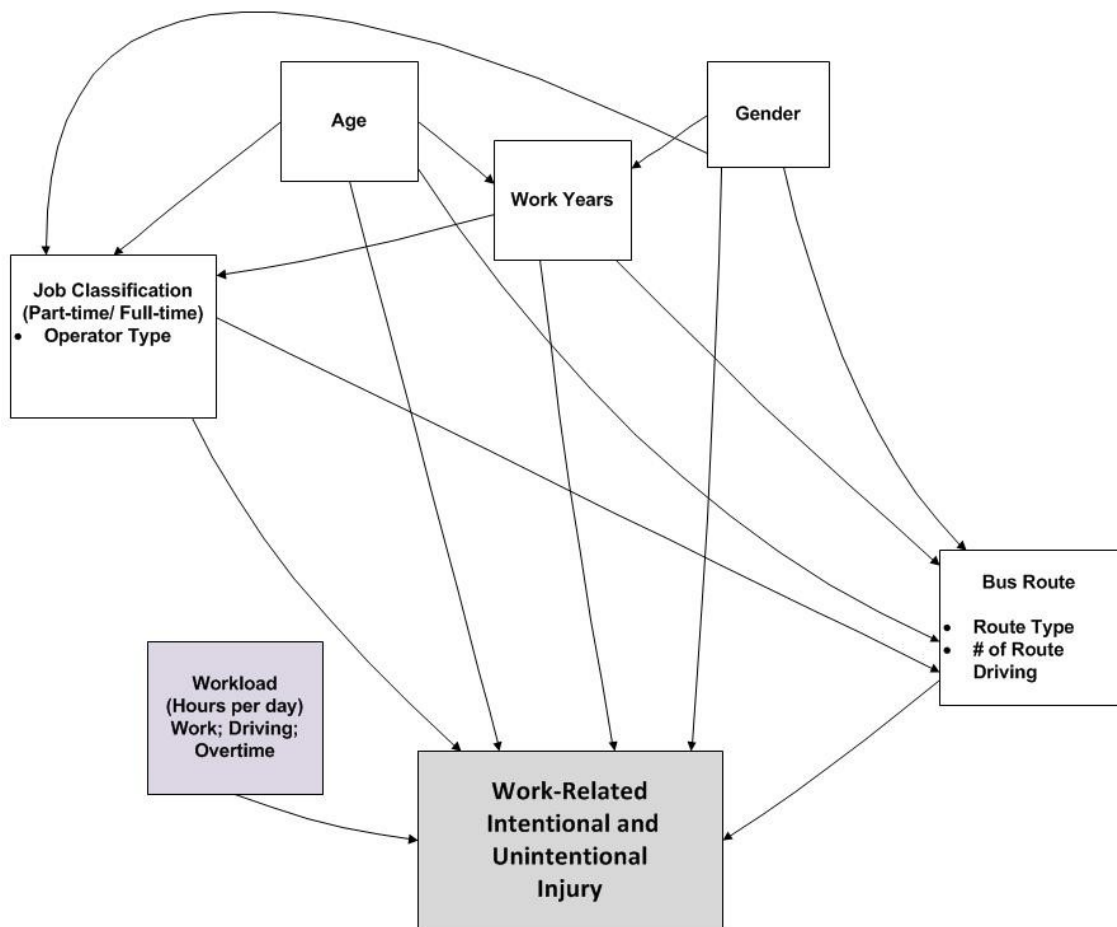 Age
Gender
Work Years
Job Classification
(Part-time/ Full-time)
• Operator Type
Bus Route
• Route Type
• # of Route
Driving
Workload
(Hours per day)
Work; Driving;
Overtime
Work-Related
Intentional and
Unintentional
Injury